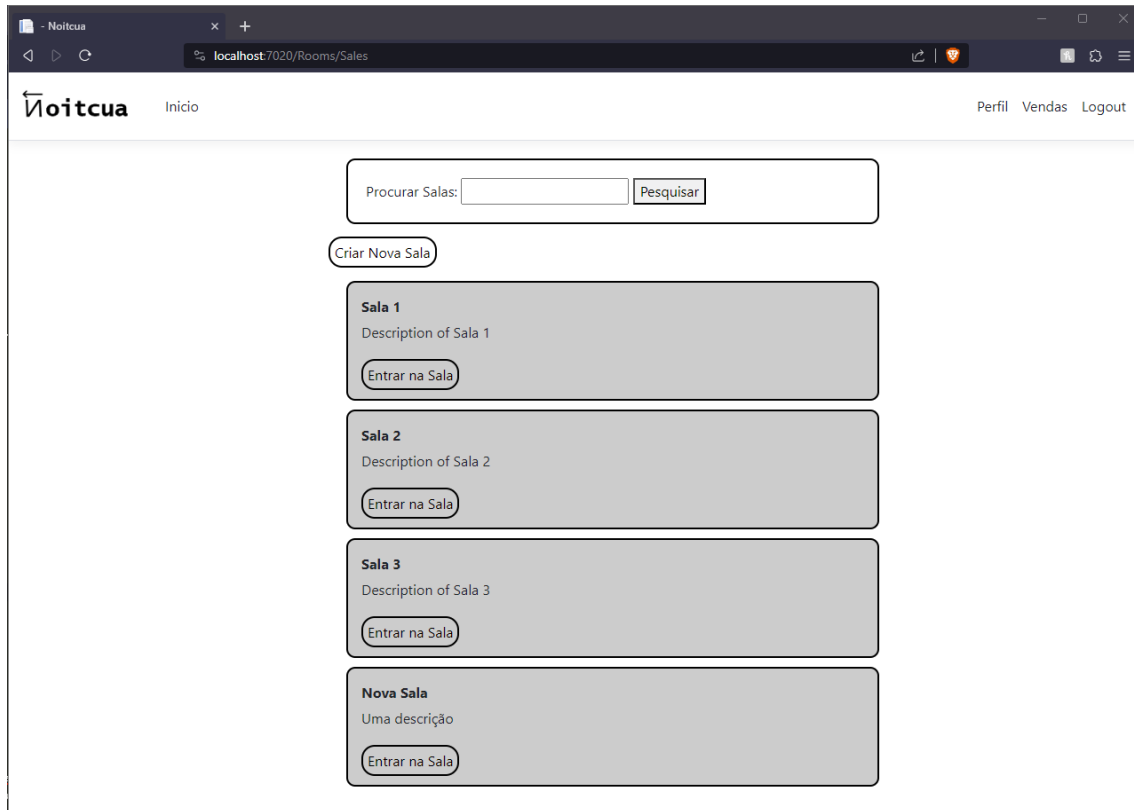 - Noitcua
localhost:7020/Rooms/Sales
Noitcua
Inicio
Perfil Vendas Logout
Procurar Salas: Pesquisar
Criar Nova Sala
Sala 1
Description of Sala 1
Entrar na Sala
Sala 2
Description of Sala 2
Entrar na Sala
Sala 3
Description of Sala 3
Entrar na Sala
Nova Sala
Uma descrição
Entrar na Sala